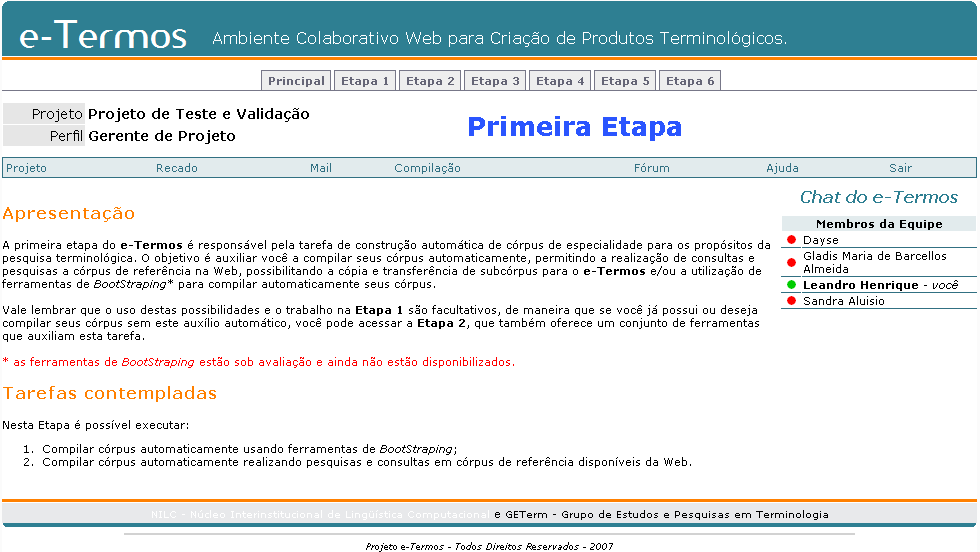 e-Termos Ambiente Colaborativo Web para Criação de Produtos Terminológicos.
Principal Etapa 1 Etapa 2 Etapa 3 Etapa 4 Etapa 5 Etapa 6
Projeto Projeto de Teste e Validação
Perfil Gerente de Projeto
Primeira Etapa
Projeto Recado Mail Compilação Fórum Ajuda Sair
Apresentação
A primeira etapa do e-Termos é responsável pela tarefa de construção automática de córpus de especialidade para os propósitos da
pesquisa terminológica. O objetivo é auxiliar você a compilar seus córpus automaticamente, permitindo a realização de consultas e
pesquisas a córpus de referência na Web, possibilitando a cópia e transferência de subcórpus para o e-Termos e/ou a utilização de
ferramentas de BootStraping* para compilar automaticamente seus córpus.
Vale lembrar que o uso destas possibilidades e o trabalho na Etapa 1 são facultativos, de maneira que se você já possui ou deseja
compilar seus córpus sem este auxílio automático, você pode acessar a Etapa 2, que também oferece um conjunto de ferramentas
que auxiliam esta tarefa.
* as ferramentas de BootStraping estão sob avaliação e ainda não estão disponibilizados.
Tarefas contempladas
Nesta Etapa é possível executar:
1. Compilar córpus automaticamente usando ferramentas de BootStraping;
2. Compilar córpus automaticamente realizando pesquisas e consultas em córpus de referência disponíveis da Web.
Chat do e-Termos
Membros da Equipe
Dayse
Gladis Maria de Barcellos
Almeida
Leandro Henrique - você
Sandra Aluisio
NILC - Núcleo Interinstitucional de Lingüística Computacional e GETerm - Grupo de Estudos e Pesquisas em Terminologia
Projeto e-Termos - Todos Direitos Reservados - 2007